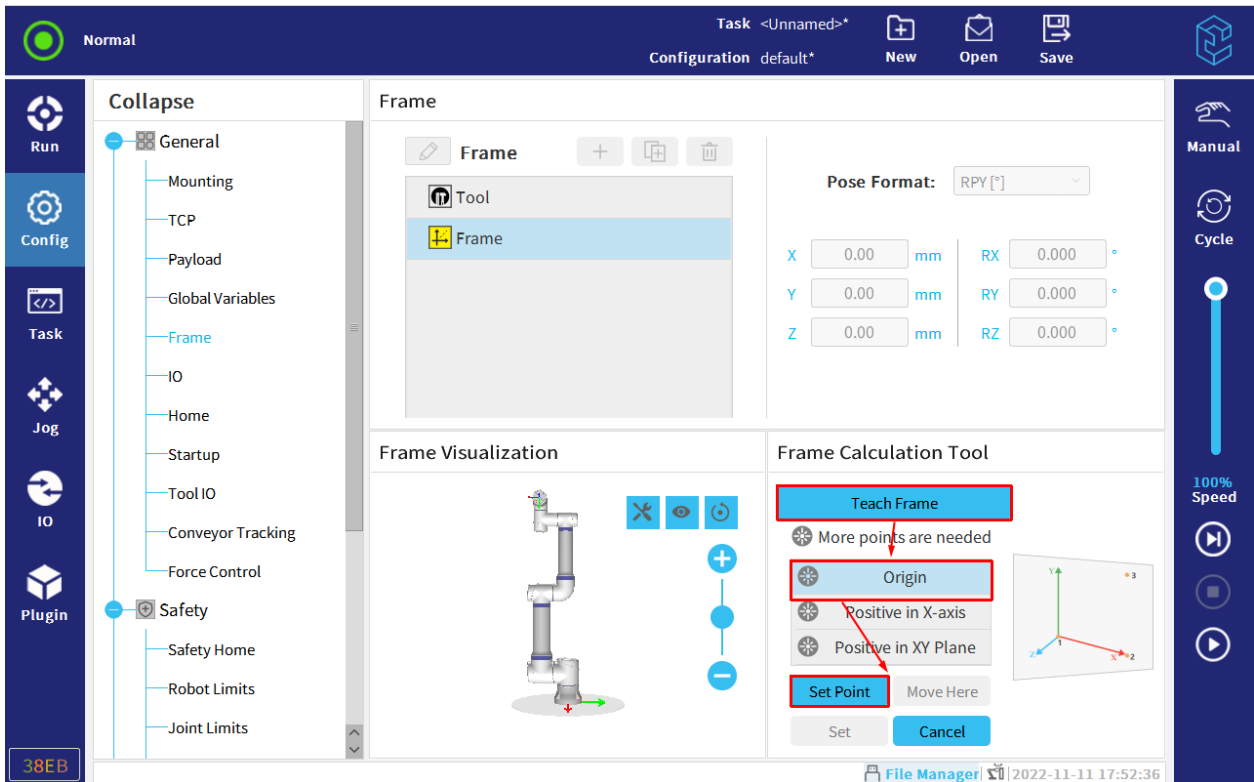 Normal
Task <Unnamed>*
Configuration default*
New
Open
Save
Run
Config
Task
Jog
IO
Plugin
38EB
Collapse
General
Mounting
TCP
Payload
Global Variables
Frame
IO
Home
Startup
Tool IO
Conveyor Tracking
Force Control
Safety
Safety Home
Robot Limits
Joint Limits
Frame
Frame
Tool
Frame
Pose Format: RPY [°]
X 0.00 mm RX 0.000 °
Y 0.00 mm RY 0.000 °
Z 0.00 mm RZ 0.000 °
Frame Visualization
Frame Calculation Tool
Teach Frame
More points are needed
Origin
Positive in X-axis
Positive in XY Plane
Set Point Move Here
Set Cancel
Y
3
1
Z
X
2
Manual
Cycle
100%
Speed
File Manager 2022-11-11 17:52:36